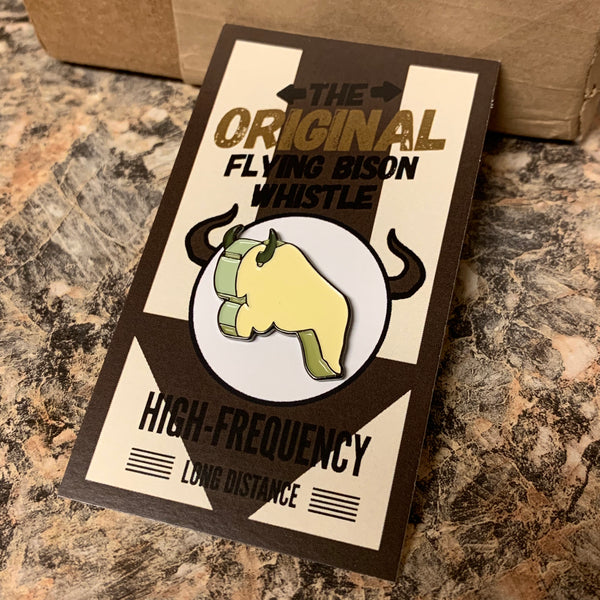 THE
ORIGINAL
FLYING BISON
WHISTLE
HIGH-FREQUENCY
LONG DISTANCE